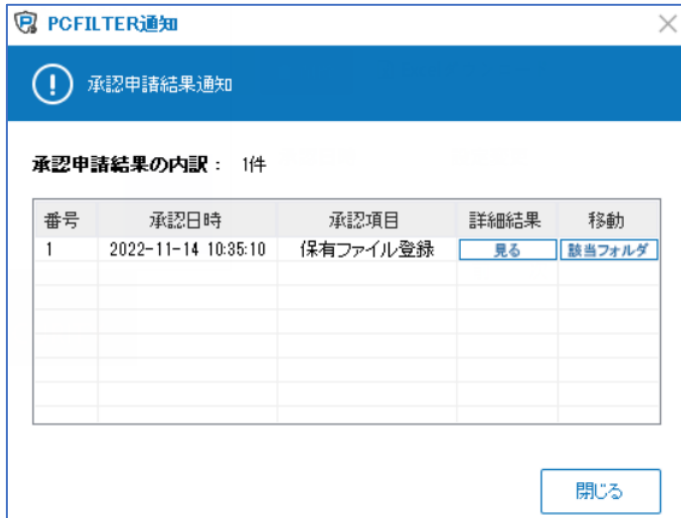 PCFILTER通知
承認申請結果通知
承認申請結果の内訳： 1件
番号 承認日時 承認項目 詳細結果 移動
1 2022-11-14 10:35:10 保有ファイル登録 見る 該当フォルダ
閉じる